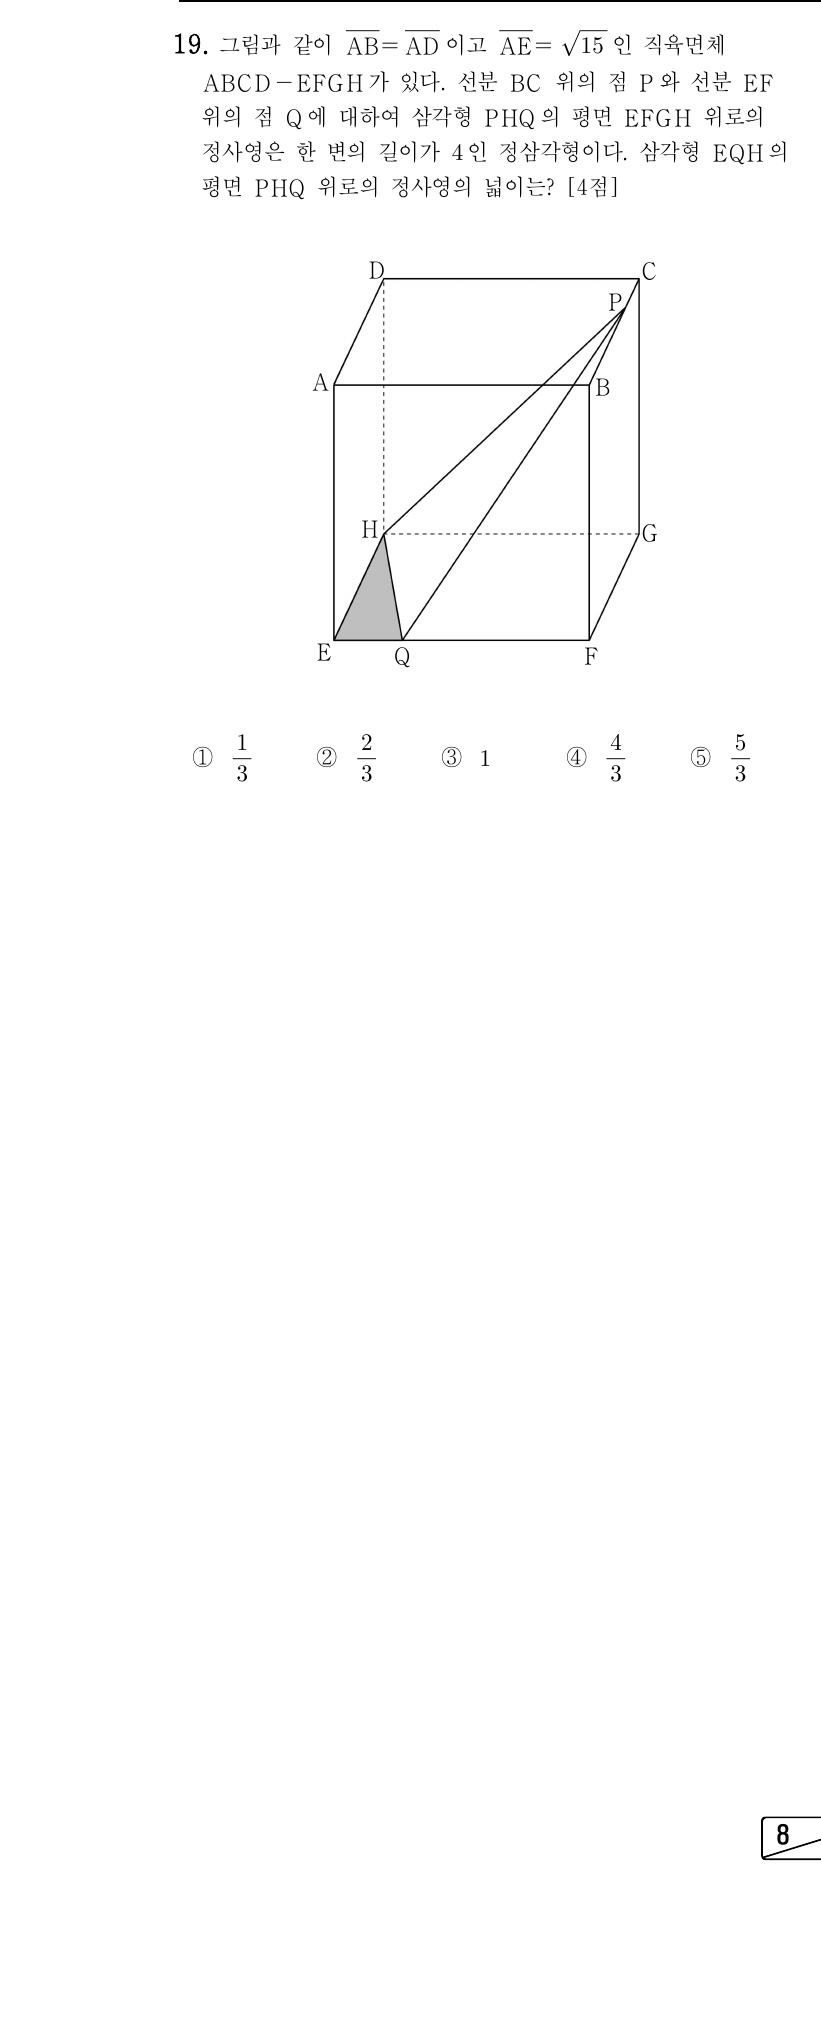 19. 그림과 같이 $\overline{AB}=\overline{AD}$ 이고 $\overline{AE}=\sqrt{15}$ 인 직육면체
ABCD-EFGH가 있다. 선분 BC 위의 점 P와 선분 EF
위의 점 Q에 대하여 삼각형 PHQ의 평면 EFGH 위로의
정사영은 한 변의 길이가 4인 정삼각형이다. 삼각형 EQH의
평면 PHQ 위로의 정사영의 넓이는? [4점]
D C
P
A B
H G
E Q F
① $\frac{1}{3}$ ② $\frac{2}{3}$ ③ 1 ④ $\frac{4}{3}$ ⑤ $\frac{5}{3}$
8